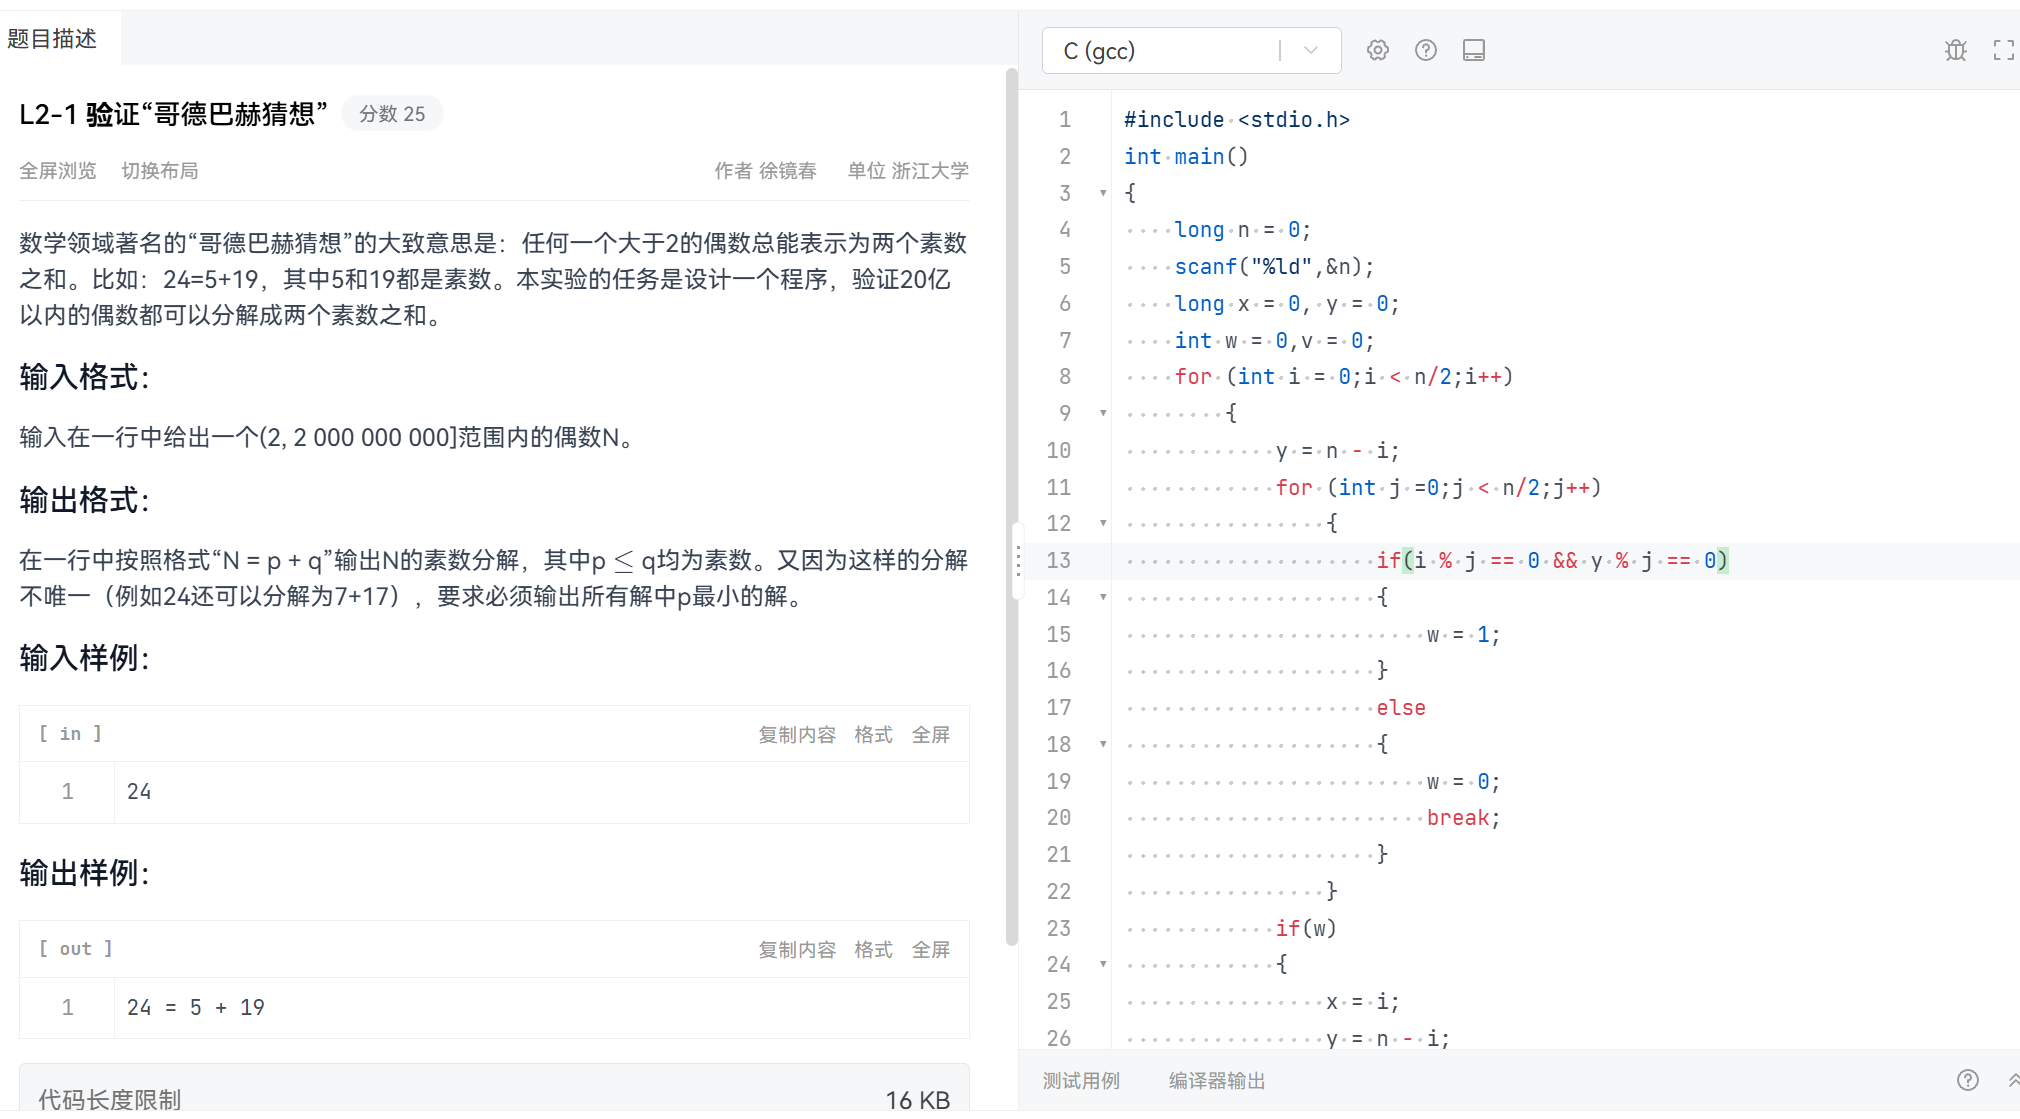 题目描述
L2-1 验证“哥德巴赫猜想” 分数 25
全屏浏览 切换布局 作者 徐镜春 单位 浙江大学
数学领域著名的“哥德巴赫猜想”的大致意思是：任何一个大于2的偶数总能表示为两个素数
之和。比如：24=5+19，其中5和19都是素数。本实验的任务是设计一个程序，验证20亿
以内的偶数都可以分解成两个素数之和。
输入格式：
输入在一行中给出一个(2, 2 000 000 000]范围内的偶数N。
输出格式：
在一行中按照格式“N = p + q”输出N的素数分解，其中p ≤ q均为素数。又因为这样的分解
不唯一（例如24还可以分解为7+17），要求必须输出所有解中p最小的解。
输入样例：
[ in ] 复制内容 格式 全屏
1 24
输出样例：
[ out ] 复制内容 格式 全屏
1 24 = 5 + 19
代码长度限制 16 KB
C (gcc)
1 #include <stdio.h>
2 int main()
3 {
4     long n = 0;
5     scanf("%ld",&n);
6     long x = 0, y = 0;
7     int w = 0,v = 0;
8     for (int i = 0;i < n/2;i++)
9         {
10             y = n - i;
11             for (int j =0;j < n/2;j++)
12                 {
13                     if(i % j == 0 && y % j == 0)
14                     {
15                         w = 1;
16                     }
17                     else
18                     {
19                         w = 0;
20                         break;
21                     }
22                 }
23             if(w)
24             {
25                 x = i;
26                 y = n - i;
测试用例 编译器输出